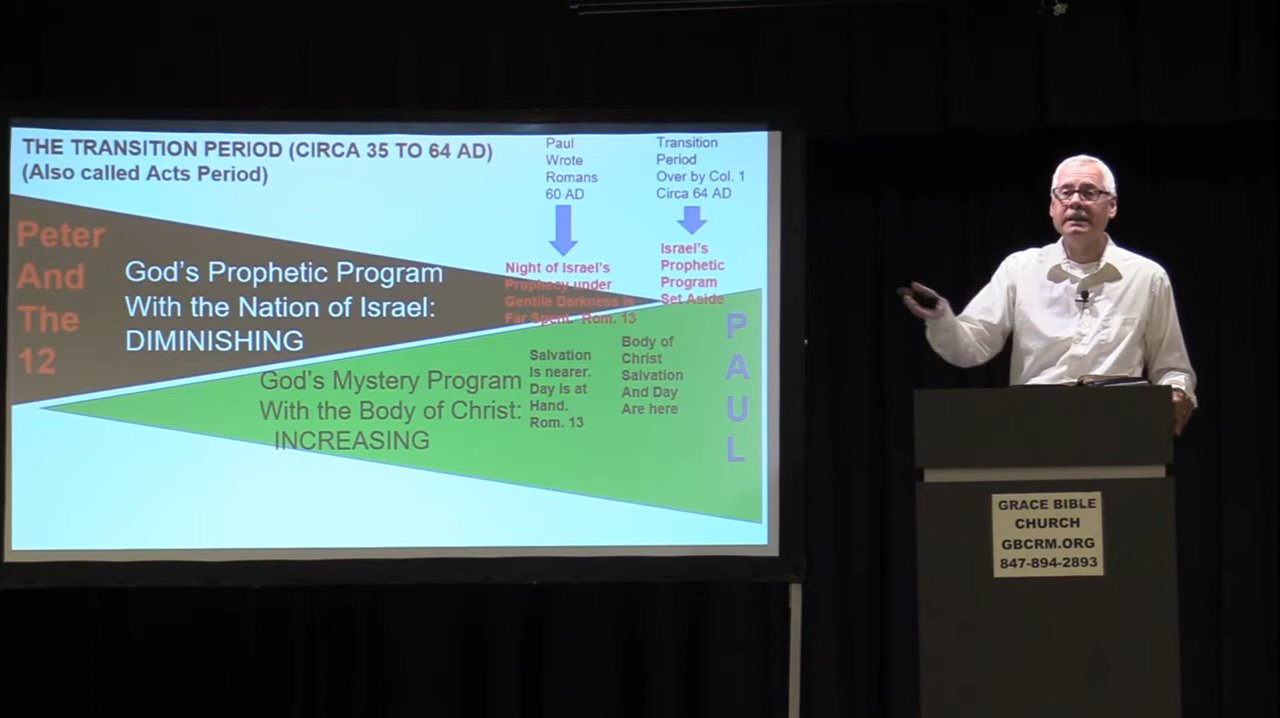 THE TRANSITION PERIOD (CIRCA 35 TO 64 AD)
(Also called Acts Period)
Paul
Wrote
Romans
60 AD
Transition
Period
Over by Col. 1
Circa 64 AD
Peter
And
The
12
God's Prophetic Program
With the Nation of Israel:
DIMINISHING
Night of Israel's
Prophecy under
Gentile Darkness is
Far Spent. Rom. 13
Israel's
Prophetic
Program
Set Aside
God's Mystery Program
With the Body of Christ:
INCREASING
Salvation
Is nearer.
Day is at
Hand.
Rom. 13
Body of
Christ
Salvation
And Day
Are here
P
A
U
L
GRACE BIBLE
CHURCH
GBCRM.ORG
847-894-2893